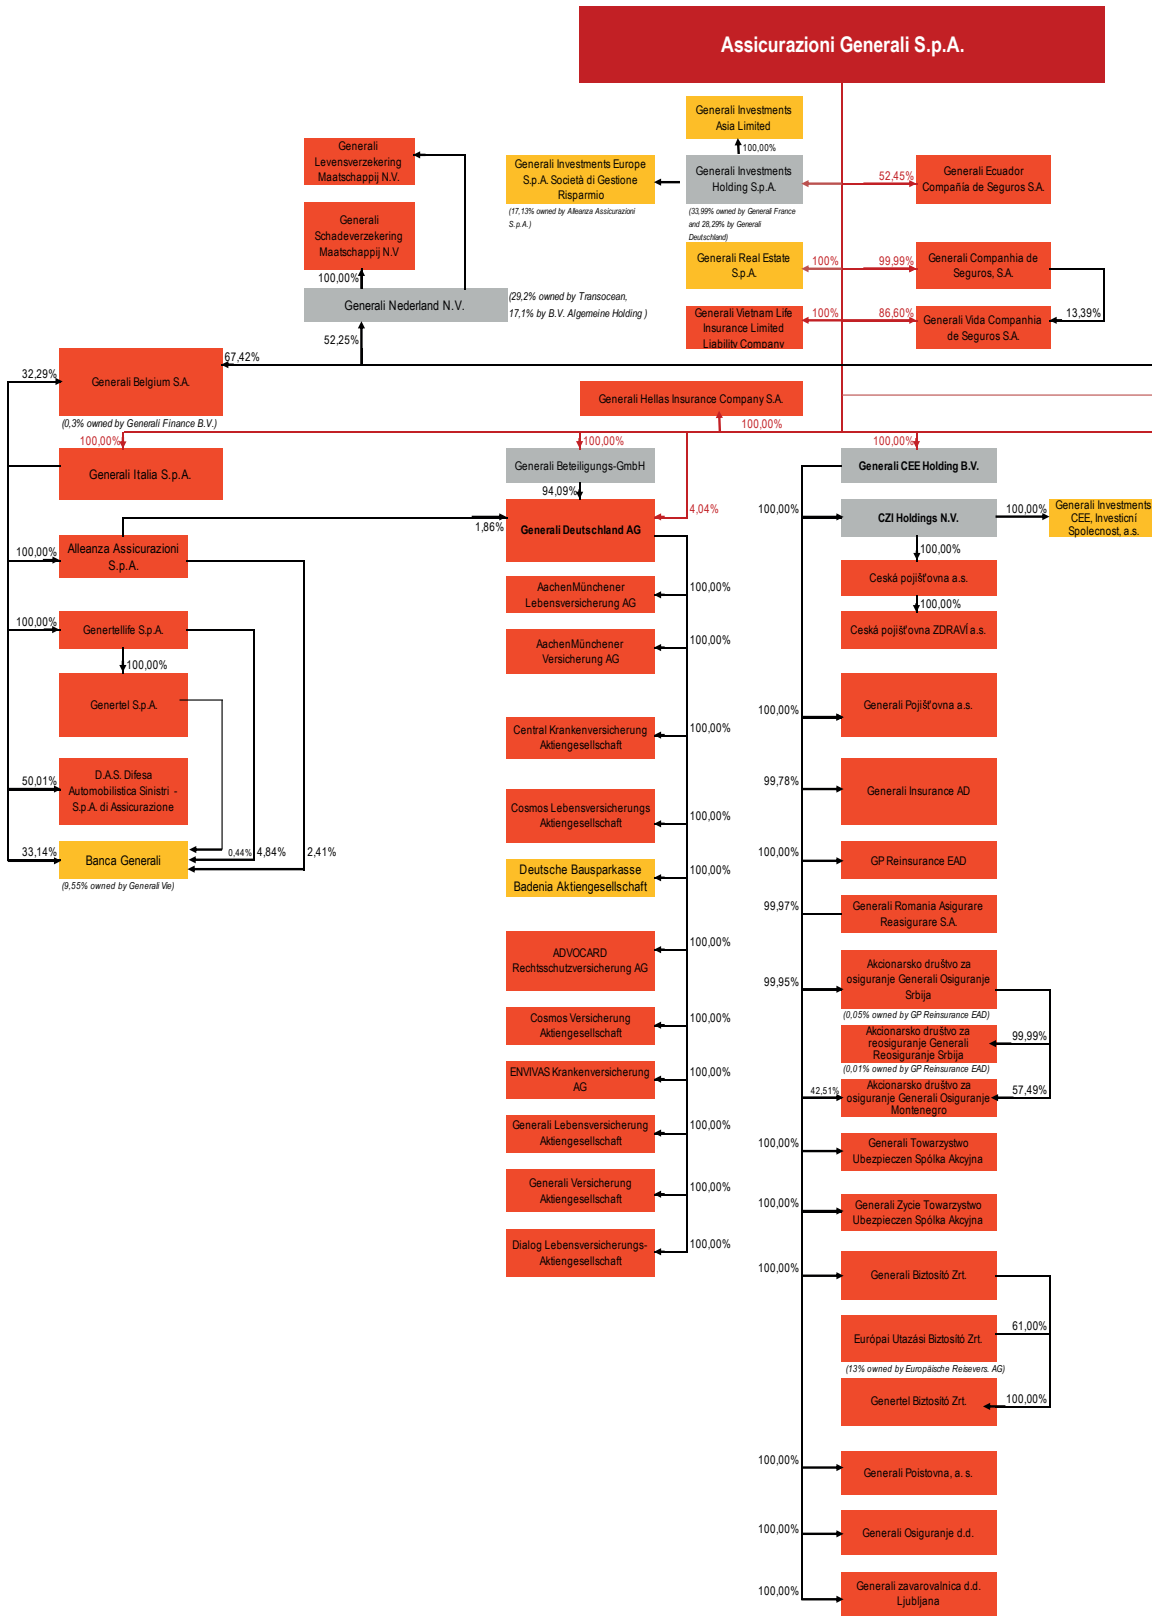 Assicurazioni Generali S.p.A.
Generali Investments
Asia Limited
100,00%
Generali
Levensverzekering
Maatschappij N.V.
Generali Investments Europe
S.p.A. Società di Gestione
Risparmio
(17,13% owned by Alleanza Assicurazioni
S.p.A.)
Generali Investments
Holding S.p.A.
(33,99% owned by Generali France
and 28,29% by Generali
Deutschland)
52,45%
Generali Ecuador
Compañía de Seguros S.A.
Generali
Schadeverzekering
Maatschappij N.V
100,00%
Generali Real Estate
S.p.A.
100%
99,99%
Generali Companhia de
Seguros, S.A.
Generali Nederland N.V.
(29,2% owned by Transocean,
17,1% by B.V. Algemeine Holding )
52,25%
Generali Vietnam Life
Insurance Limited
Liability Company
100%
86,60%
Generali Vida Companhia
de Seguros S.A.
13,39%
67,42%
32,29%
Generali Belgium S.A.
(0,3% owned by Generali Finance B.V.)
Generali Hellas Insurance Company S.A.
100,00%
100,00%
Generali Italia S.p.A.
100,00%
Generali Beteiligungs-GmbH
94,09%
100,00%
Generali CEE Holding B.V.
1,86%
Generali Deutschland AG
4,04%
100,00%
CZI Holdings N.V.
100,00%
Generali Investments
CEE, Investicní
Spolecnost, a.s.
100,00%
100,00%
Alleanza Assicurazioni
S.p.A.
Ceská pojišťovna a.s.
100,00%
Ceská pojišťovna ZDRAVÍ a.s.
AachenMünchener
Lebensversicherung AG
100,00%
100,00%
Genertellife S.p.A.
100,00%
AachenMünchener
Versicherung AG
100,00%
Genertel S.p.A.
100,00%
Generali Pojišťovna a.s.
Central Krankenversicherung
Aktiengesellschaft
100,00%
50,01%
D.A.S. Difesa
Automobilistica Sinistri -
S.p.A. di Assicurazione
99,78%
Generali Insurance AD
Cosmos Lebensversicherungs
Aktiengesellschaft
100,00%
33,14%
Banca Generali
0,44%
4,84%
2,41%
(9,55% owned by Generali Vie)
100,00%
GP Reinsurance EAD
Deutsche Bausparkasse
Badenia Aktiengesellschaft
100,00%
99,97%
Generali Romania Asigurare
Reasigurare S.A.
ADVOCARD
Rechtsschutzversicherung AG
100,00%
99,95%
Akcionarsko društvo za
osiguranje Generali Osiguranje
Srbija
(0,05% owned by GP Reinsurance EAD)
Cosmos Versicherung
Aktiengesellschaft
100,00%
Akcionarsko društvo za
reosiguranje Generali
Reosiguranje Srbija
99,99%
(0,01% owned by GP Reinsurance EAD)
ENVIVAS Krankenversicherung
AG
100,00%
42,51%
Akcionarsko društvo za
osiguranje Generali Osiguranje
Montenegro
57,49%
Generali Lebensversicherung
Aktiengesellschaft
100,00%
100,00%
Generali Towarzystwo
Ubezpieczen Spólka Akcyjna
Generali Versicherung
Aktiengesellschaft
100,00%
100,00%
Generali Zycie Towarzystwo
Ubezpieczen Spólka Akcyjna
Dialog Lebensversicherungs-
Aktiengesellschaft
100,00%
100,00%
Generali Biztosító Zrt.
Európai Utazási Biztosító Zrt.
61,00%
(13% owned by Europäische Reisevers. AG)
Genertel Biztosító Zrt.
100,00%
100,00%
Generali Poistovna, a. s.
100,00%
Generali Osiguranje d.d.
100,00%
Generali zavarovalnica d.d.
Ljubljana